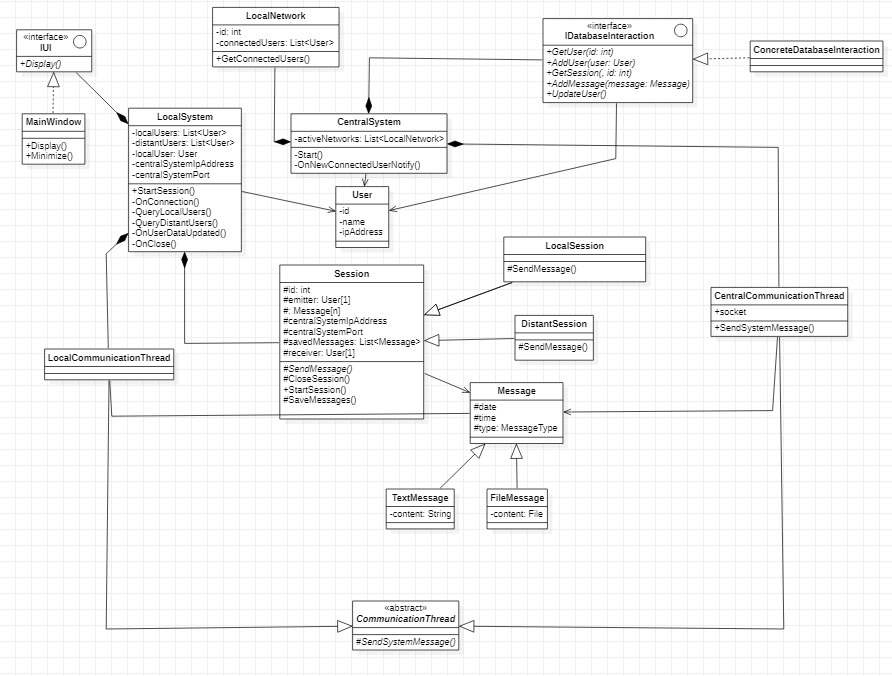 «interface»
IUI
+Display()
LocalNetwork
-id: int
-connectedUsers: List<User>
+GetConnectedUsers()
«interface»
IDatabaseInteraction
+GetUser(id: int)
+AddUser(user: User)
+GetSession(, id: int)
+AddMessage(message: Message)
+UpdateUser()
ConcreteDatabaseInteraction
MainWindow
+Display()
+Minimize()
LocalSystem
-localUsers: List<User>
-distantUsers: List<User>
-localUser: User
-centralSystemIpAddress
-centralSystemPort
+StartSession()
-OnConnection()
-QueryLocalUsers()
-QueryDistantUsers()
-OnUserDataUpdated()
-OnClose()
CentralSystem
-activeNetworks: List<LocalNetwork>
-Start()
-OnNewConnectedUserNotify()
User
-id
-name
-ipAddress
LocalSession
#SendMessage()
Session
#id: int
#emitter: User[1]
#: Message[n]
#centralSystemIpAddress
#centralSystemPort
#savedMessages: List<Message>
#receiver: User[1]
#SendMessage()
#CloseSession()
+StartSession()
#SaveMessages()
DistantSession
#SendMessage()
CentralCommunicationThread
+socket
+SendSystemMessage()
LocalCommunicationThread
Message
#date
#time
#type: MessageType
TextMessage
-content: String
FileMessage
-content: File
«abstract»
CommunicationThread
#SendSystemMessage()